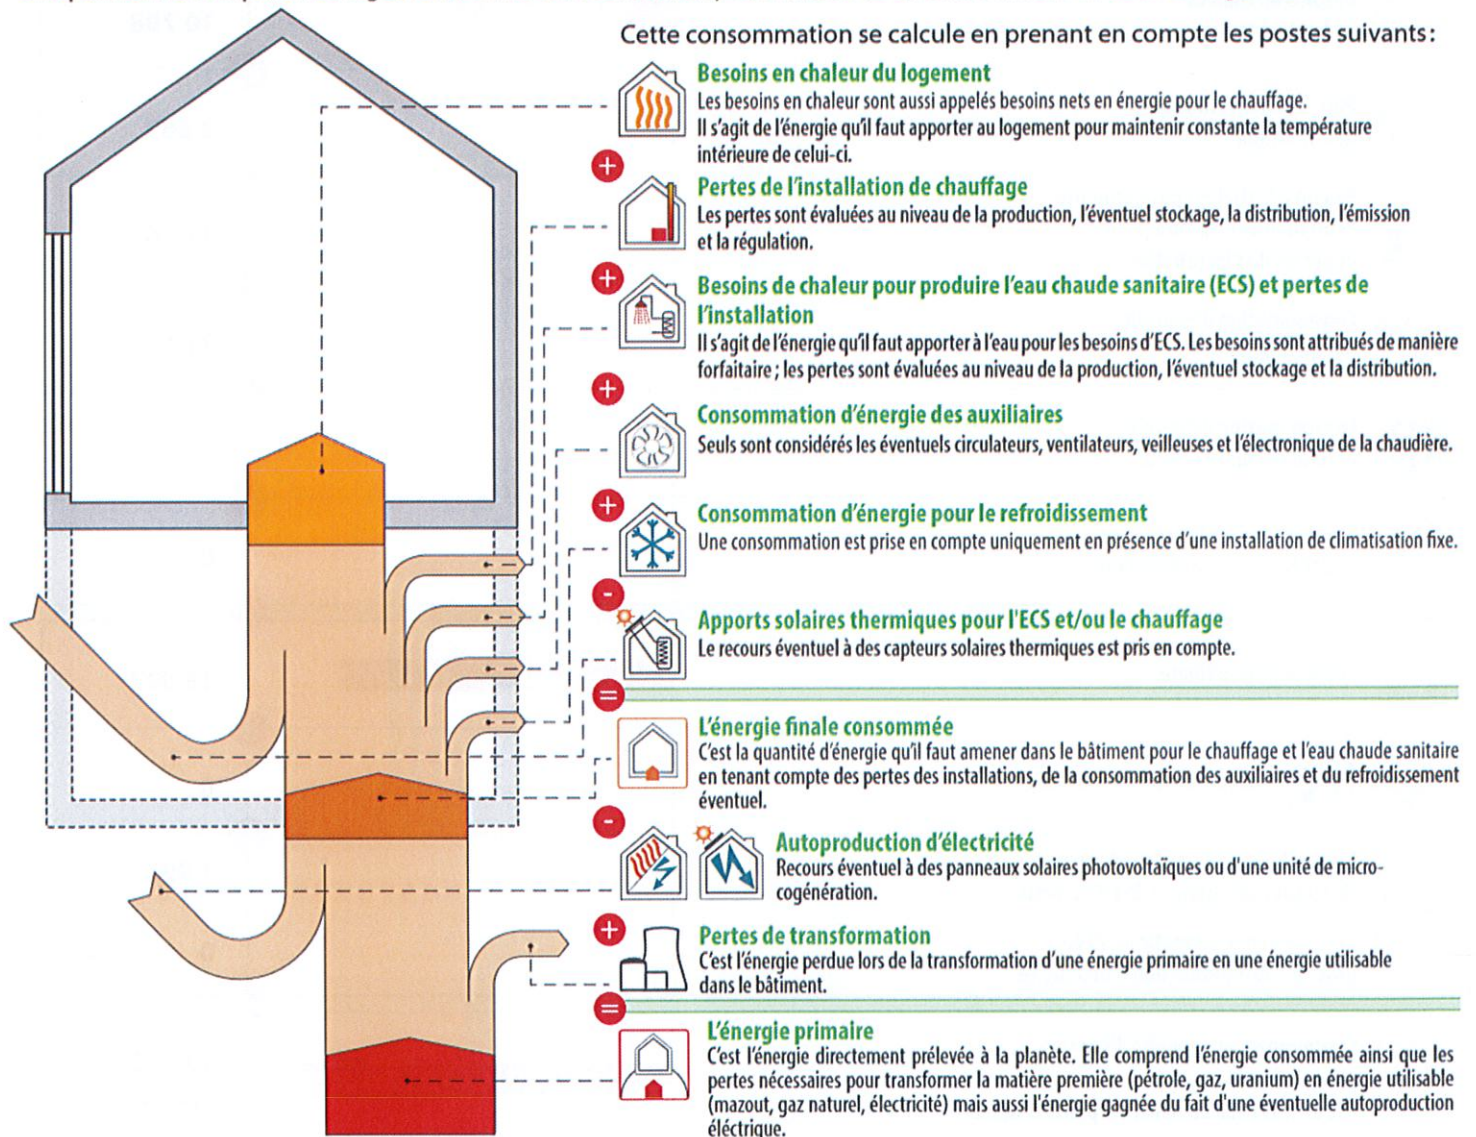 Cette consommation se calcule en prenant en compte les postes suivants:
Besoins en chaleur du logement
Les besoins en chaleur sont aussi appelés besoins nets en énergie pour le chauffage.
Il s'agit de l'énergie qu'il faut apporter au logement pour maintenir constante la température
intérieure de celui-ci.
+
Pertes de l'installation de chauffage
Les pertes sont évaluées au niveau de la production, l'éventuel stockage, la distribution, l'émission
et la régulation.
+
Besoins de chaleur pour produire l'eau chaude sanitaire (ECS) et pertes de
l'installation
Il s'agit de l'énergie qu'il faut apporter à l'eau pour les besoins d'ECS. Les besoins sont attribués de manière
forfaitaire ; les pertes sont évaluées au niveau de la production, l'éventuel stockage et la distribution.
+
Consommation d'énergie des auxiliaires
Seuls sont considérés les éventuels circulateurs, ventilateurs, veilleuses et l'électronique de la chaudière.
+
Consommation d'énergie pour le refroidissement
Une consommation est prise en compte uniquement en présence d'une installation de climatisation fixe.
-
Apports solaires thermiques pour l'ECS et/ou le chauffage
Le recours éventuel à des capteurs solaires thermiques est pris en compte.
=
L'énergie finale consommée
C'est la quantité d'énergie qu'il faut amener dans le bâtiment pour le chauffage et l'eau chaude sanitaire
en tenant compte des pertes des installations, de la consommation des auxiliaires et du refroidissement
éventuel.
-
Autoproduction d'électricité
Recours éventuel à des panneaux solaires photovoltaïques ou d'une unité de micro-
cogénération.
+
Pertes de transformation
C'est l'énergie perdue lors de la transformation d'une énergie primaire en une énergie utilisable
dans le bâtiment.
=
L'énergie primaire
C'est l'énergie directement prélevée à la planète. Elle comprend l'énergie consommée ainsi que les
pertes nécessaires pour transformer la matière première (pétrole, gaz, uranium) en énergie utilisable
(mazout, gaz naturel, électricité) mais aussi l'énergie gagnée du fait d'une éventuelle autoproduction
éléctrique.